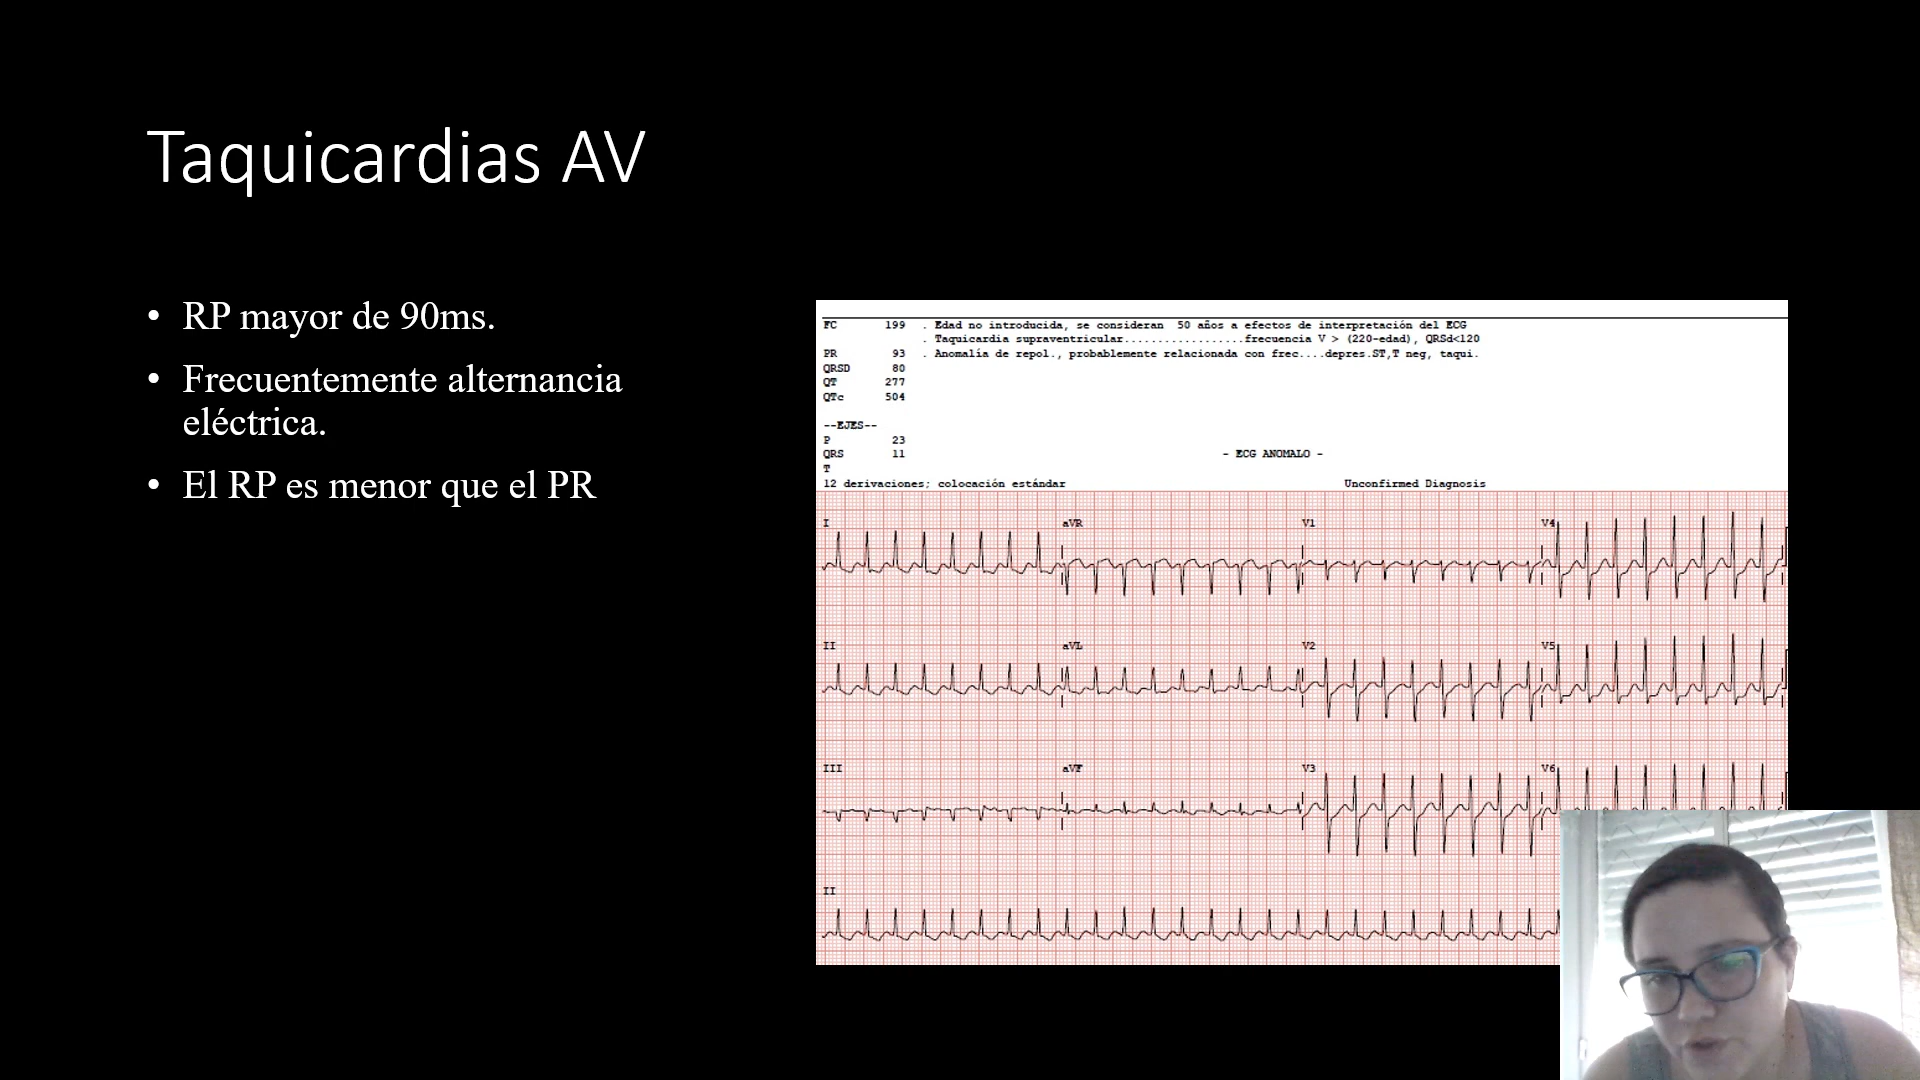 Taquicardias AV
• RP mayor de 90ms.
• Frecuentemente alternancia
eléctrica.
• El RP es menor que el PR
FC 199 . Edad no introducida, se consideran 50 años a efectos de interpretación del ECG
. Taquicardia supraventricular..................frecuencia V > (220-edad), QRSd<120
PR 93 . Anomalía de repol., probablemente relacionada con frec....depres.ST,T neg, taqui.
QRSD 80
QT 277
QTc 504
--EJES--
P 23
QRS 11 - ECG ANOMALO -
T
12 derivaciones; colocación estándar Unconfirmed Diagnosis
I aVR V1 V4
II aVL V2 V5
III aVF V3 V6
II